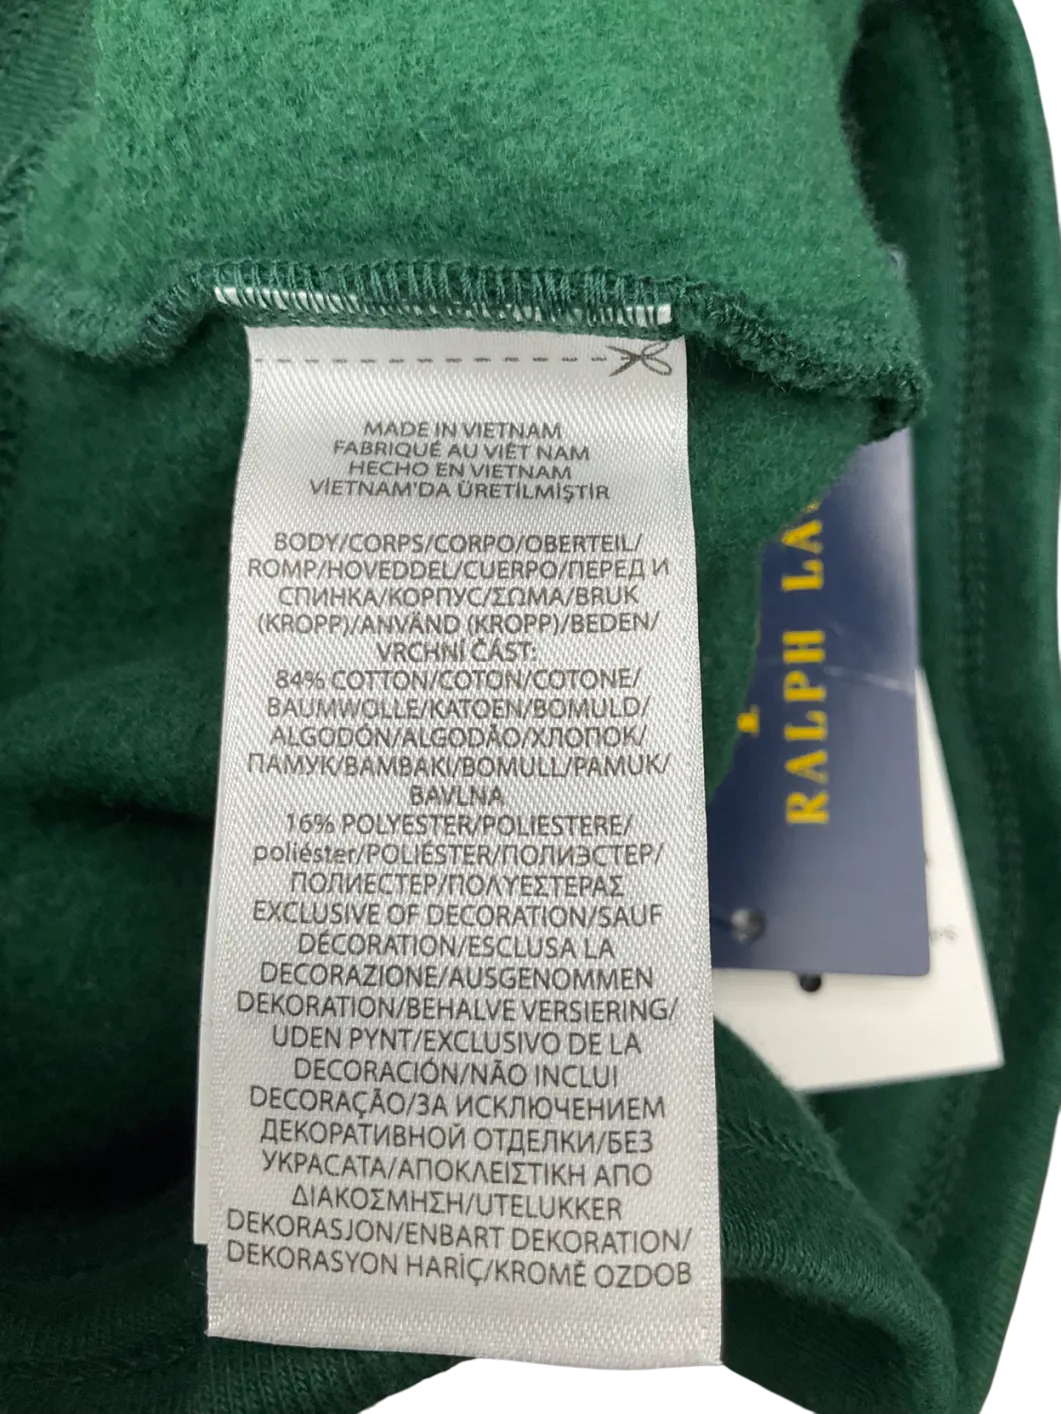 MADE IN VIETNAM
FABRIQUÉ AU VIÊT NAM
HECHO EN VIETNAM
VİETNAM'DA ÜRETİLMİŞTİR
BODY/CORPS/CORPO/OBERTEIL/
ROMP/HOVEDDEL/CUERPO/ПЕРЕД И
СПИНКА/КОРПУС/ΣΩΜΑ/BRUK
(KROPP)/ANVÄND (KROPP)/BEDEN/
VRCHNÍ ČÁST:
84% COTTON/COTON/COTONE/
BAUMWOLLE/KATOEN/BOMULD/
ALGODÓN/ALGODÃO/ХЛОПОК/
ПАМУК/ΒΑΜΒΑΚΙ/BOMULL/PAMUK/
BAVLNA
16% POLYESTER/POLIESTERE/
poliéster/POLIÉSTER/ПОЛИЭСТЕР/
ПОЛИЕСТЕР/ΠΟΛΥΕΣΤΕΡΑΣ
EXCLUSIVE OF DECORATION/SAUF
DÉCORATION/ESCLUSA LA
DECORAZIONE/AUSGENOMMEN
DEKORATION/BEHALVE VERSIERING/
UDEN PYNT/EXCLUSIVO DE LA
DECORACIÓN/NÃO INCLUI
DECORAÇÃO/ЗА ИСКЛЮЧЕНИЕМ
ДЕКОРАТИВНОЙ ОТДЕЛКИ/БЕЗ
УКРАСАТА/ΑΠΟΚΛΕΙΣΤΙΚΗ ΑΠΟ
ΔΙΑΚΟΣΜΗΣΗ/UTELUKKER
DEKORASJON/ENBART DEKORATION/
DEKORASYON HARİÇ/KROMĚ OZDOB
RALPH LA